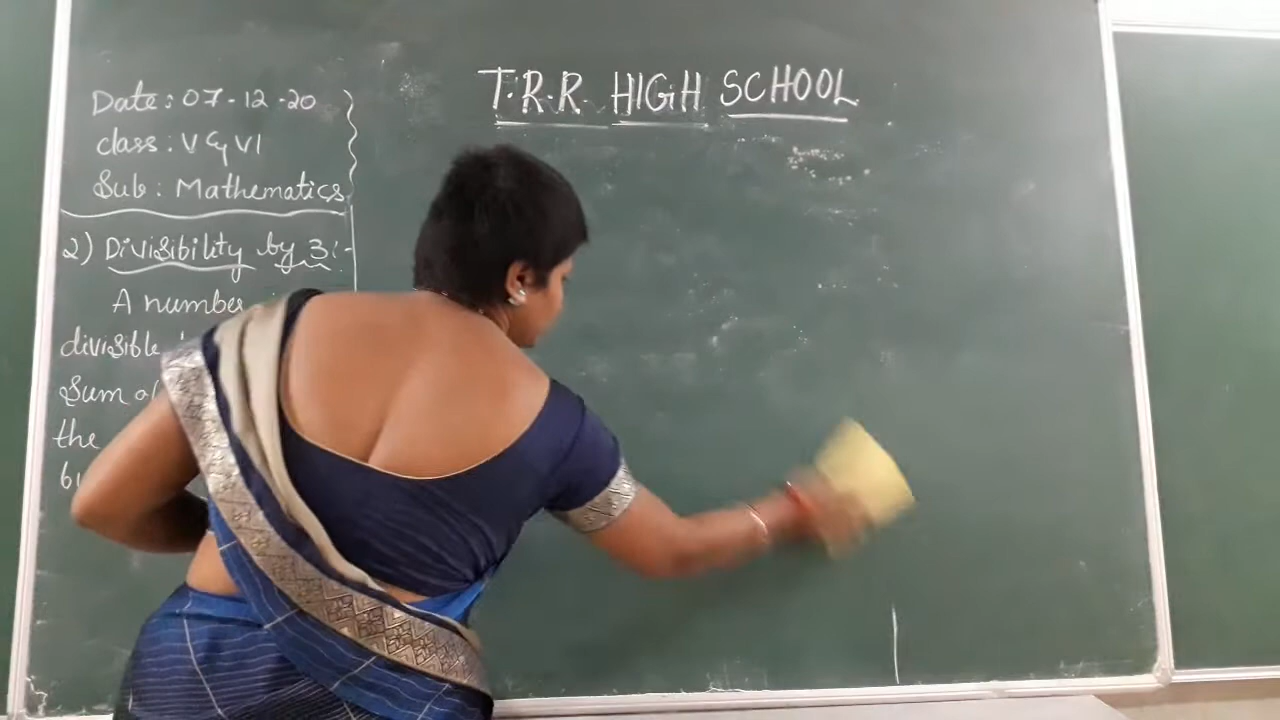 T.R.R. HIGH SCHOOL
Date: 07-12-20
class: V & VI
Sub: Mathematics
2) Divisibility by 3:-
A number
divisible
Sum of
the